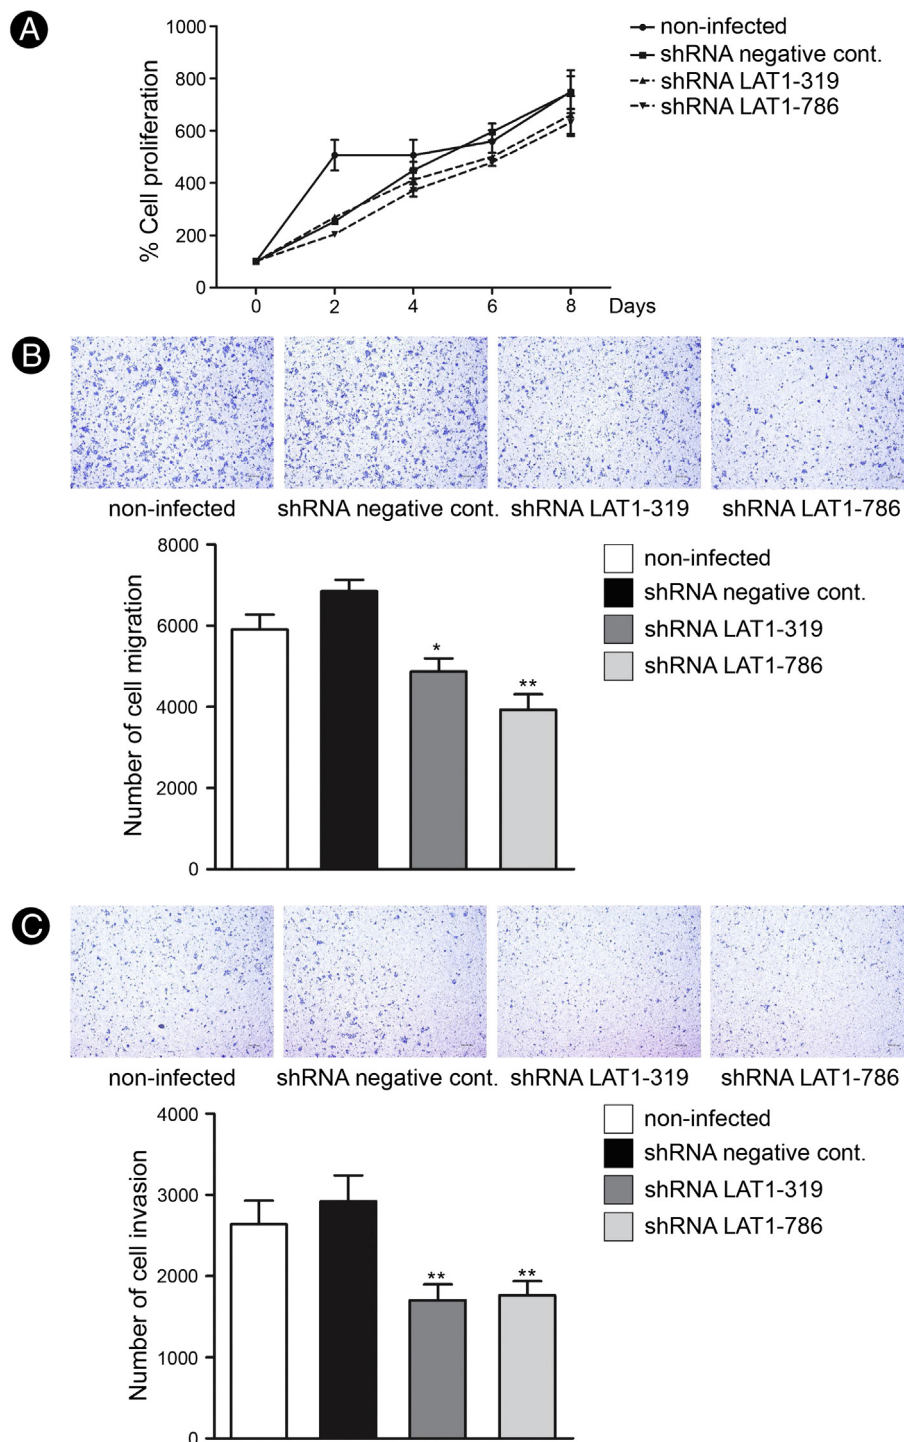 A
1000
800
600
400
200
0
% Cell proliferation
0 2 4 6 8 Days
non-infected
shRNA negative cont.
shRNA LAT1-319
shRNA LAT1-786
B
non-infected shRNA negative cont. shRNA LAT1-319 shRNA LAT1-786
8000
6000
4000
2000
0
Number of cell migration
*
**
non-infected
shRNA negative cont.
shRNA LAT1-319
shRNA LAT1-786
C
non-infected shRNA negative cont. shRNA LAT1-319 shRNA LAT1-786
4000
3000
2000
1000
0
Number of cell invasion
** **
non-infected
shRNA negative cont.
shRNA LAT1-319
shRNA LAT1-786